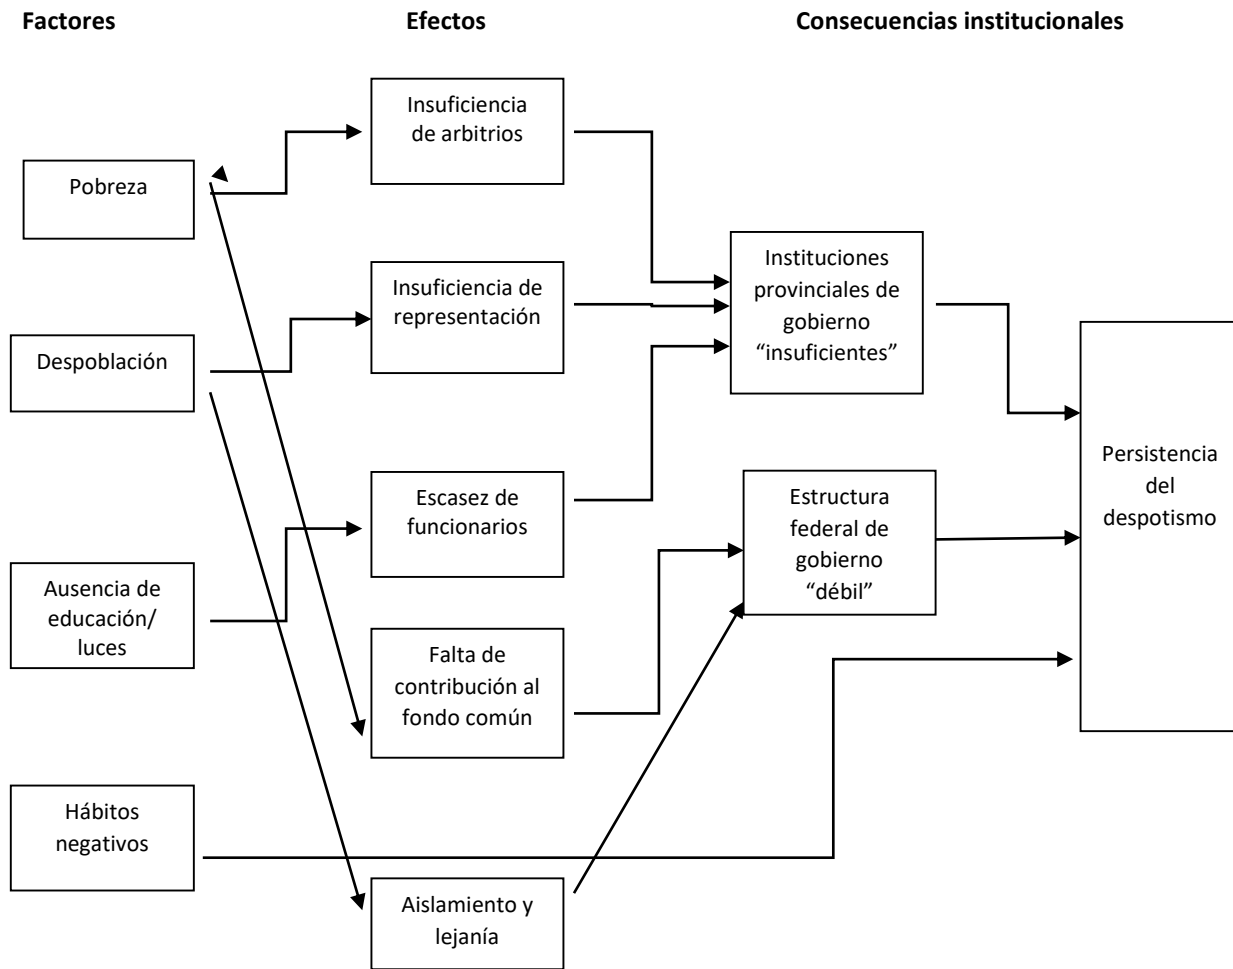 Factores
Efectos
Consecuencias institucionales
Insuficiencia
de arbitrios
Pobreza
Insuficiencia de
representación
Instituciones
provinciales de
gobierno
“insuficientes”
Despoblación
Escasez de
funcionarios
Estructura
federal de
gobierno
“débil”
Persistencia
del
despotismo
Ausencia de
educación/
luces
Falta de
contribución al
fondo común
Hábitos
negativos
Aislamiento y
lejanía